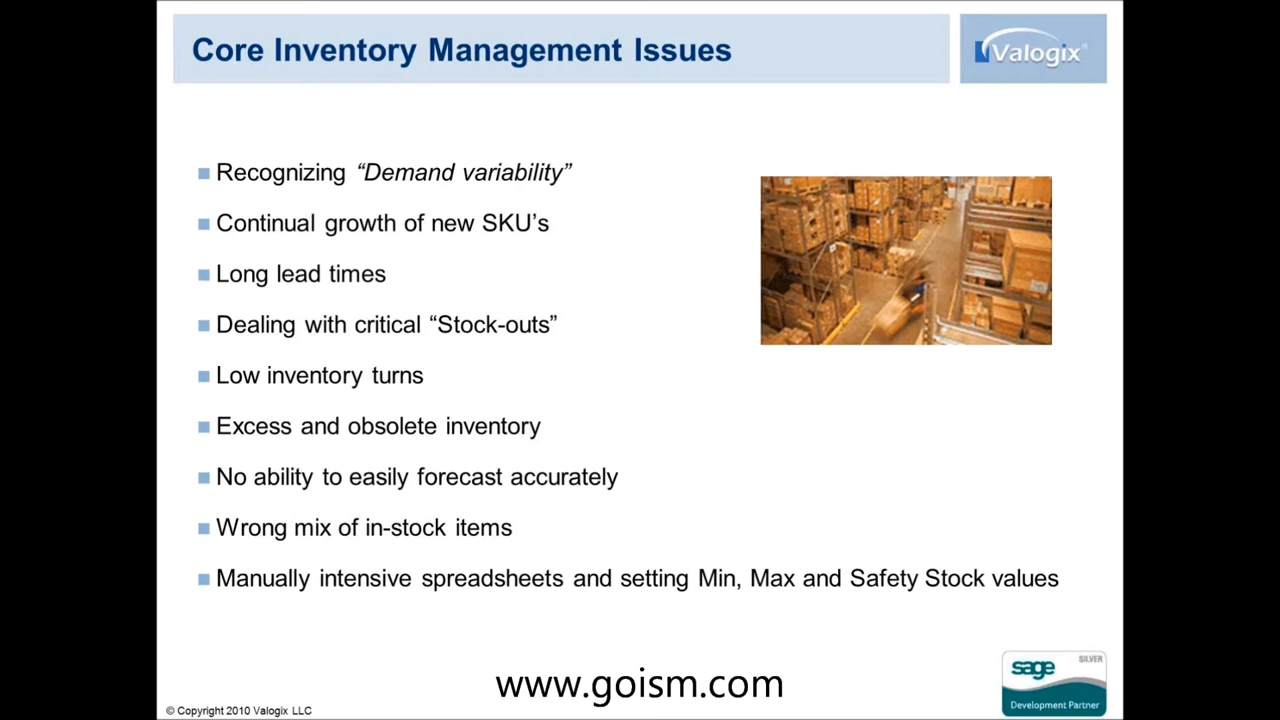 Core Inventory Management Issues
Valogix
Recognizing “Demand variability”
Continual growth of new SKU’s
Long lead times
Dealing with critical “Stock-outs”
Low inventory turns
Excess and obsolete inventory
No ability to easily forecast accurately
Wrong mix of in-stock items
Manually intensive spreadsheets and setting Min, Max and Safety Stock values
www.goism.com
sage
SILVER
Development Partner
© Copyright 2010 Valogix LLC